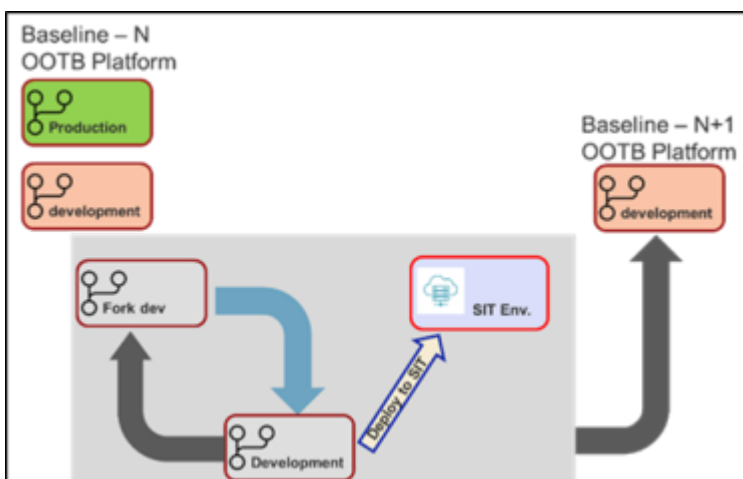 Baseline – N
OOTB Platform
Production
development
Baseline – N+1
OOTB Platform
development
Fork dev
SIT Env.
Deploy to SIT
Development